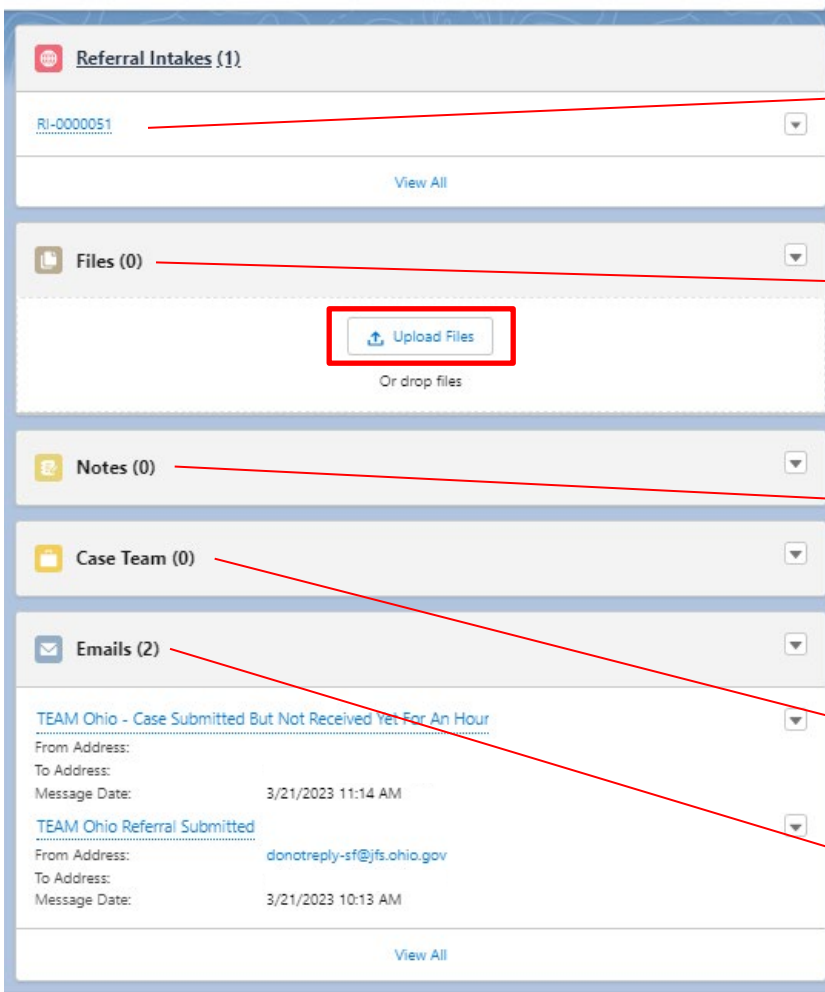 Referral Intakes (1)
RI-0000051
View All
Files (0)
Upload Files
Or drop files
Notes (0)
Case Team (0)
Emails (2)
TEAM Ohio - Case Submitted But Not Received Yet For An Hour
From Address:
To Address:
Message Date: 3/21/2023 11:14 AM
TEAM Ohio Referral Submitted
From Address: donotreply-sf@jfs.ohio.gov
To Address:
Message Date: 3/21/2023 10:13 AM
View All